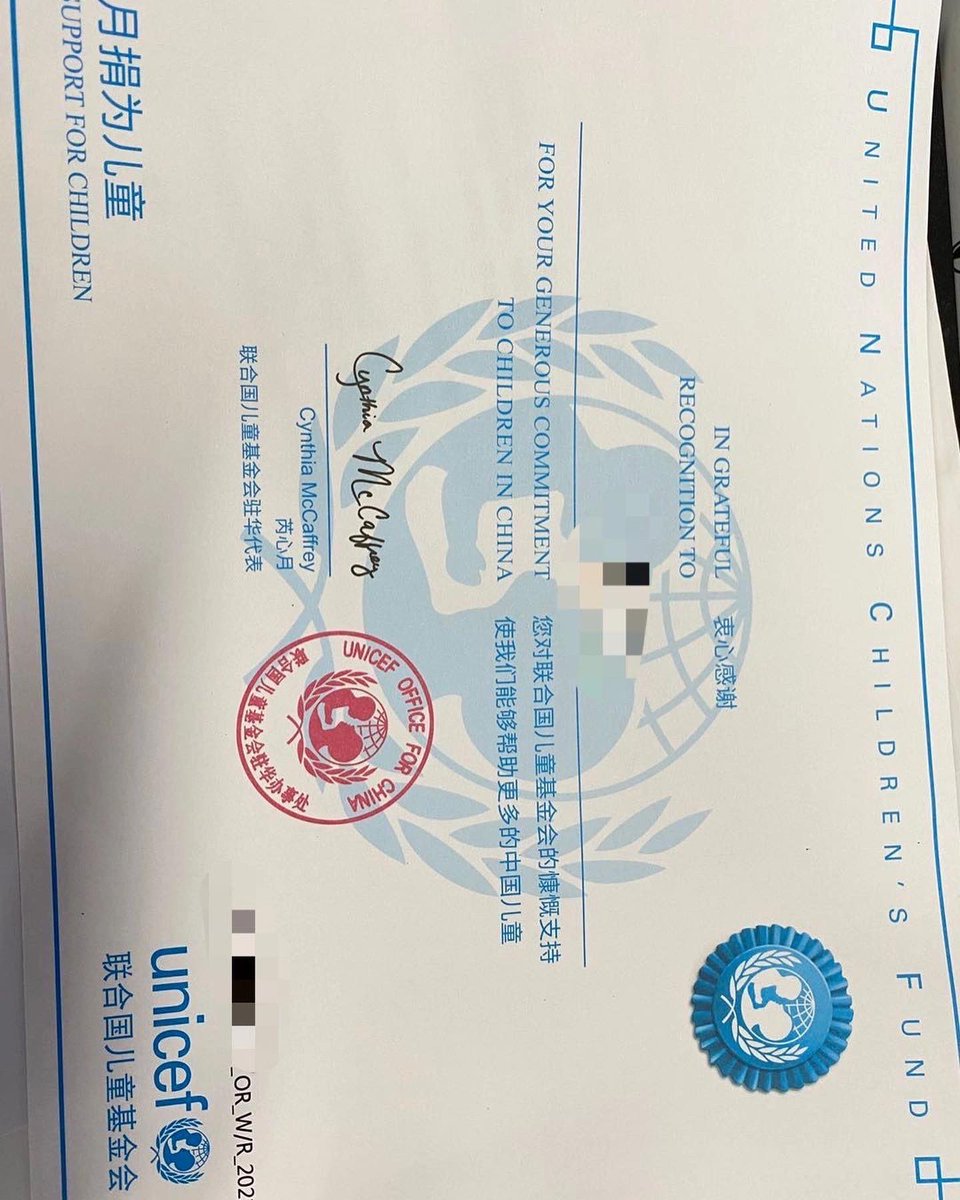 UNITED NATIONS CHILDREN'S FUND
IN GRATEFUL
RECOGNITION TO
衷心感谢
FOR YOUR GENEROUS COMMITMENT
TO CHILDREN IN CHINA
您对联合国儿童基金会的慷慨支持
使我们能够帮助更多的中国儿童
Cynthia McCaffrey
Cynthia McCaffrey
芮心月
联合国儿童基金会驻华代表
UNICEF OFFICE FOR CHINA
联合国儿童基金会驻华办事处
月捐为儿童
SUPPORT FOR CHILDREN
_OR_W/R_202
unicef
联合国儿童基金会